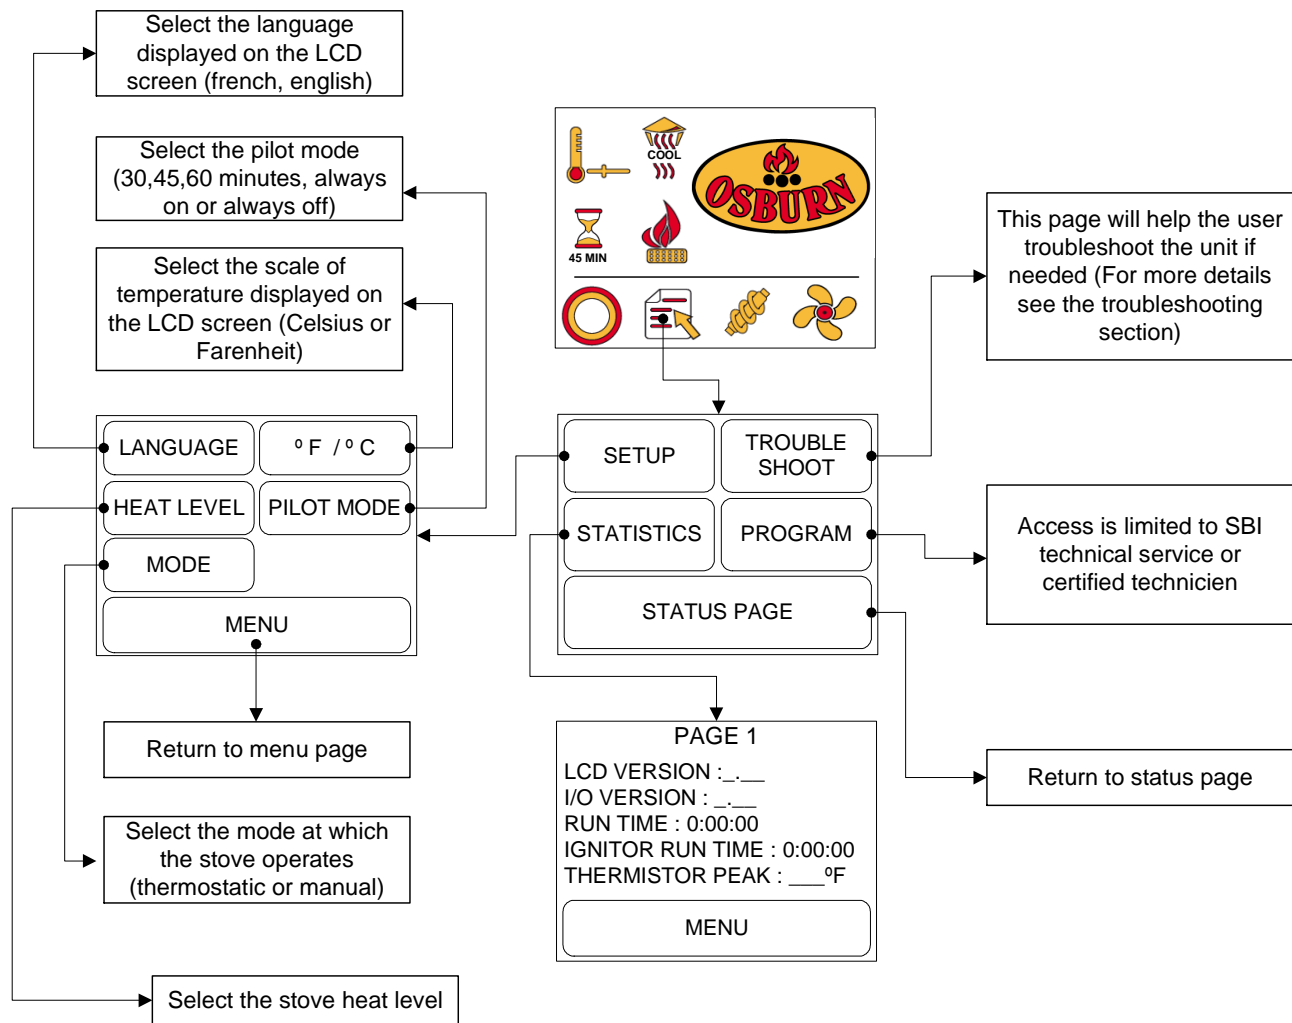 Select the language
displayed on the LCD
screen (french, english)
Select the pilot mode
(30,45,60 minutes, always
on or always off)
Select the scale of
temperature displayed on
the LCD screen (Celsius or
Farenheit)
LANGUAGE
º F / º C
HEAT LEVEL
PILOT MODE
MODE
MENU
Return to menu page
Select the mode at which
the stove operates
(thermostatic or manual)
Select the stove heat level
COOL
OSBURN
45 MIN
SETUP
TROUBLE
SHOOT
STATISTICS
PROGRAM
STATUS PAGE
PAGE 1
LCD VERSION :_.__
I/O VERSION : _.__
RUN TIME : 0:00:00
IGNITOR RUN TIME : 0:00:00
THERMISTOR PEAK : ___ºF
MENU
This page will help the user
troubleshoot the unit if
needed (For more details
see the troubleshooting
section)
Access is limited to SBI
technical service or
certified technicien
Return to status page